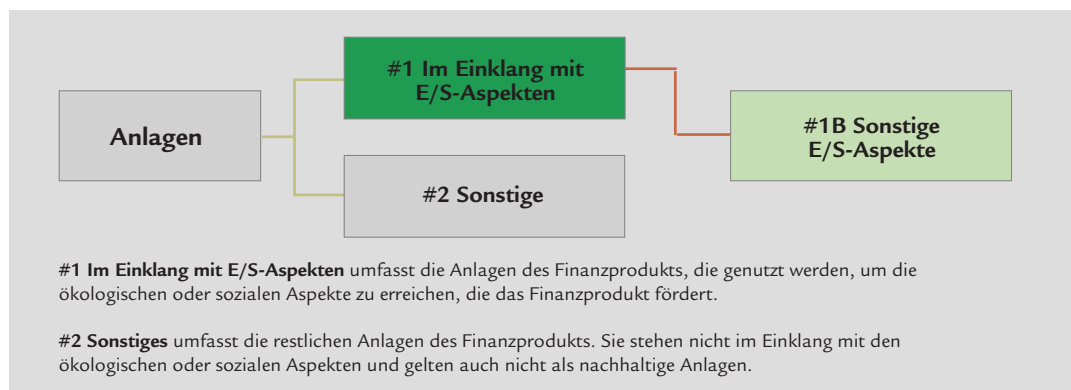 #1 Im Einklang mit
E/S-Aspekten
Anlagen
#1B Sonstige
E/S-Aspekte
#2 Sonstige
#1 Im Einklang mit E/S-Aspekten umfasst die Anlagen des Finanzprodukts, die genutzt werden, um die
ökologischen oder sozialen Aspekte zu erreichen, die das Finanzprodukt fördert.
#2 Sonstiges umfasst die restlichen Anlagen des Finanzprodukts. Sie stehen nicht im Einklang mit den
ökologischen oder sozialen Aspekten und gelten auch nicht als nachhaltige Anlagen.